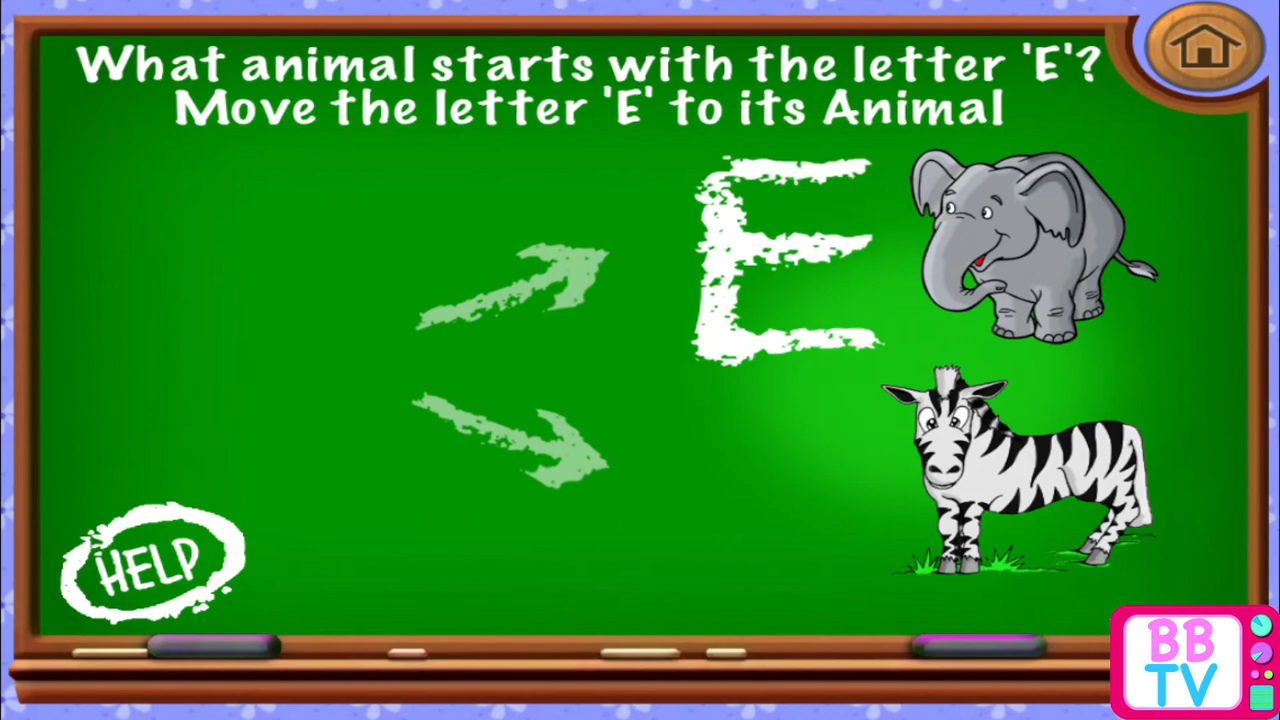 What animal starts with the letter 'E'?
Move the letter 'E' to its Animal
E
HELP
BB
TV